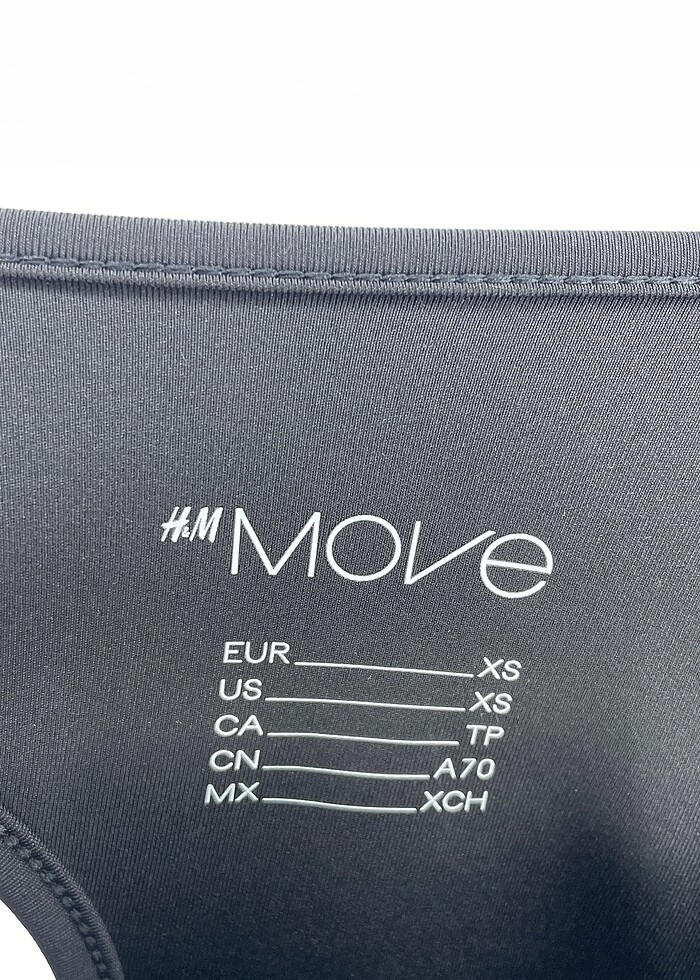 H&M MOVe
EUR XS
US XS
CA TP
CN A70
MX XCH